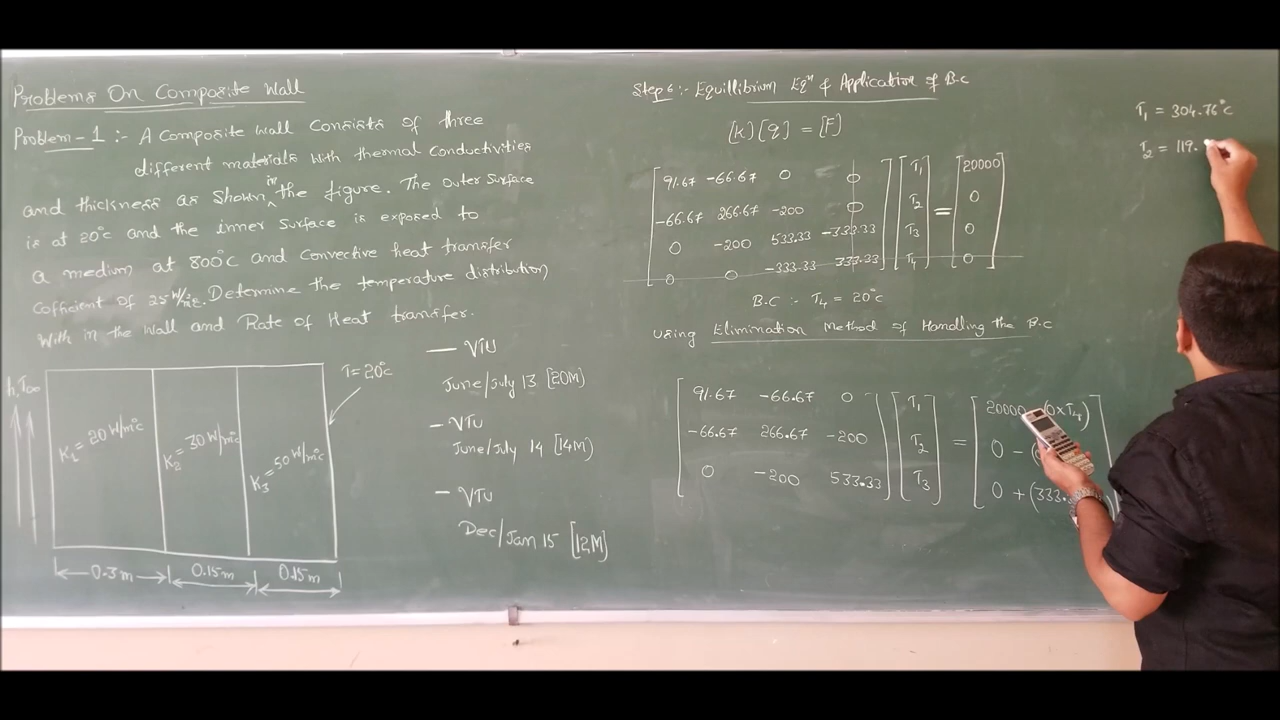 Problems On Composite Wall
Problem-1 :- A Composite wall Consists of three
different materials with thermal Conductivities
and thickness as shown in the figure. The Outer Surface
is at 20°c and the inner Surface is exposed to
a medium at 800°c and Convective heat transfer
Cofficient of 25 W/m²c. Determine the temperature distribution
with in the wall and Rate of Heat transfer.
— VTU
June/July 13 [20M]
— VTU
June/July 14 [14M]
— VTU
Dec/Jan 15 [12M]
h, T∞
T=20°c
K₁ = 20 W/m°c
K₂ = 30 W/m°c
K₃ = 50 W/m°c
0.3m
0.15m
0.15m
Step 6 :- Equillibrium Eqⁿ & Application of B.C
[k] {q} = [F]
91.67 -66.67 0 0 T₁ 20000
-66.67 266.67 -200 0 T₂ = 0
0 -200 533.33 -333.33 T₃ 0
0 0 -333.33 333.33 T₄ 0
B.C :- T₄ = 20°c
using Elimination Method of Handling the B.C
91.67 -66.67 0 T₁ 20000 (0×T₄)
-66.67 266.67 -200 T₂ = 0 - (
0 -200 533.33 T₃ 0 + (333.
T₁ = 304.76°c
T₂ = 119.